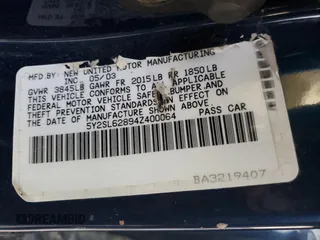 MFD BY: NEW UNITED MOTOR MANUFACTURING
INC 05/03
GVWR 3845LB GAWR FR 2015LB RR 1850LB
THIS VEHICLE CONFORMS TO ALL APPLICABLE
FEDERAL MOTOR VEHICLE SAFETY, BUMPER, AND
THEFT PREVENTION STANDARDS IN EFFECT ON
THE DATE OF MANUFACTURE SHOWN ABOVE.
5Y2SL62894Z400064 PASS CAR
BA3219407
DREAMBID